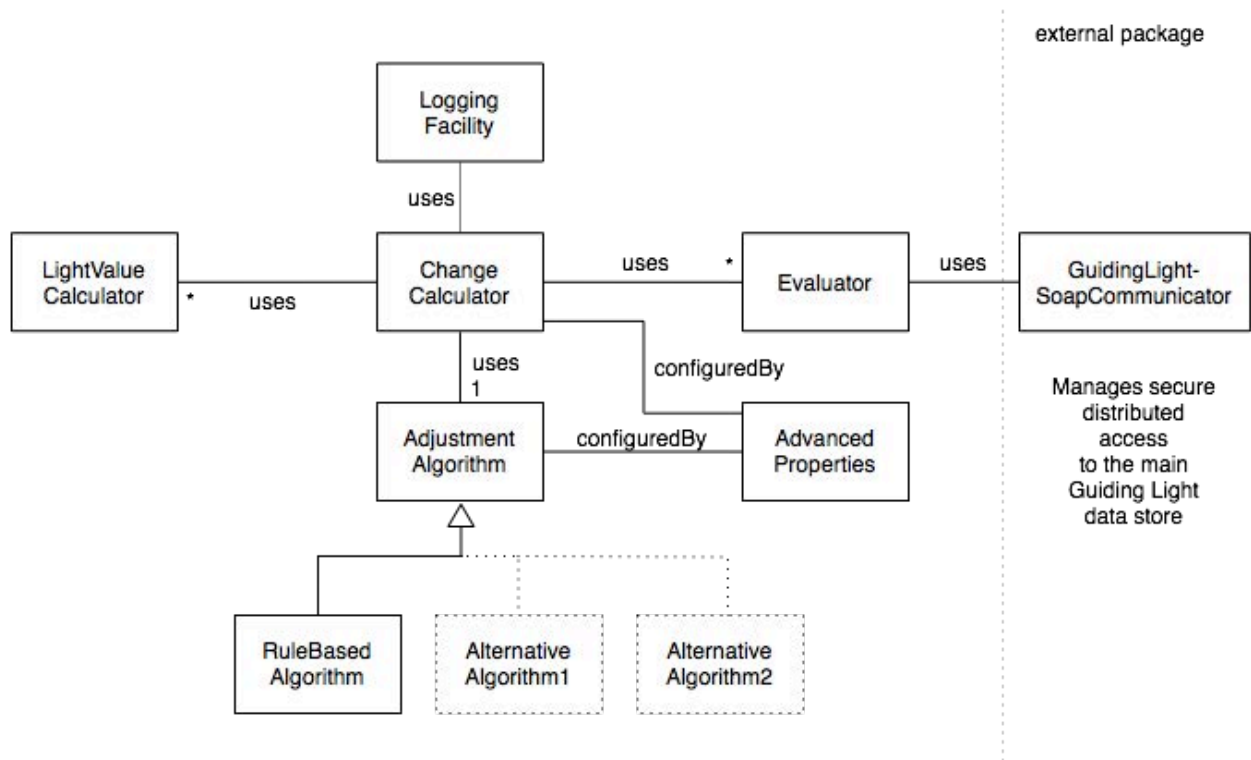 external package
Logging
Facility
uses
LightValue
Calculator
*
uses
Change
Calculator
uses
*
Evaluator
uses
GuidingLight-
SoapCommunicator
uses
1
configuredBy
Manages secure
distributed
access
to the main
Guiding Light
data store
Adjustment
Algorithm
configuredBy
Advanced
Properties
RuleBased
Algorithm
Alternative
Algorithm1
Alternative
Algorithm2